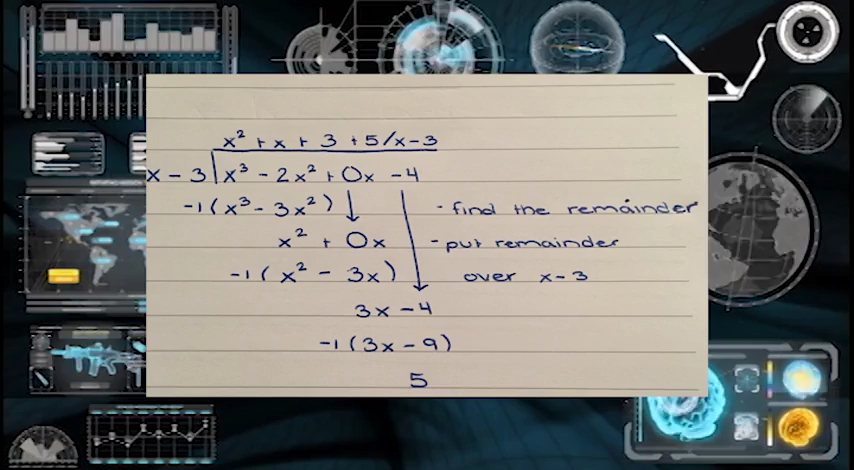 x² + x + 3 + 5/x-3
x - 3 x³ - 2x² + 0x - 4
-1(x³ - 3x²)
- find the remainder
x² + 0x
- put remainder
-1(x² - 3x)
over x-3
3x - 4
-1(3x - 9)
5